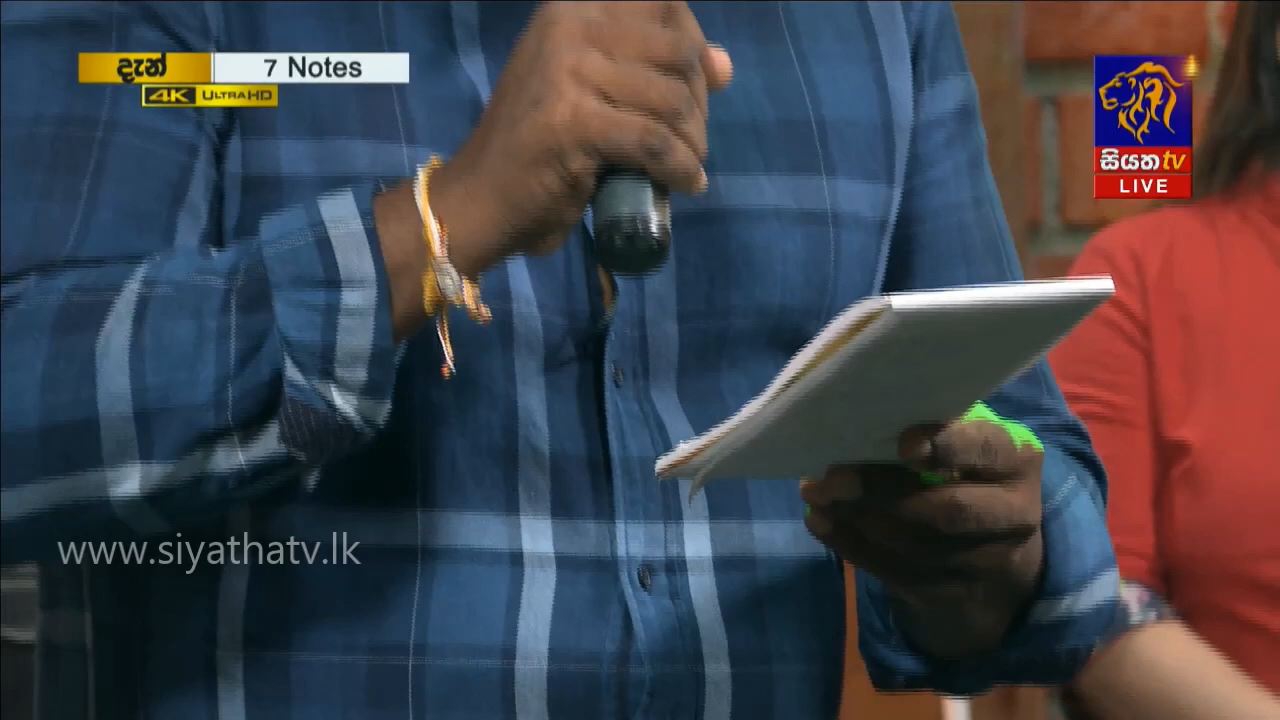 දැන් 7 Notes
4K ULTRA HD
සියත tv
LIVE
www.siyathatv.lk